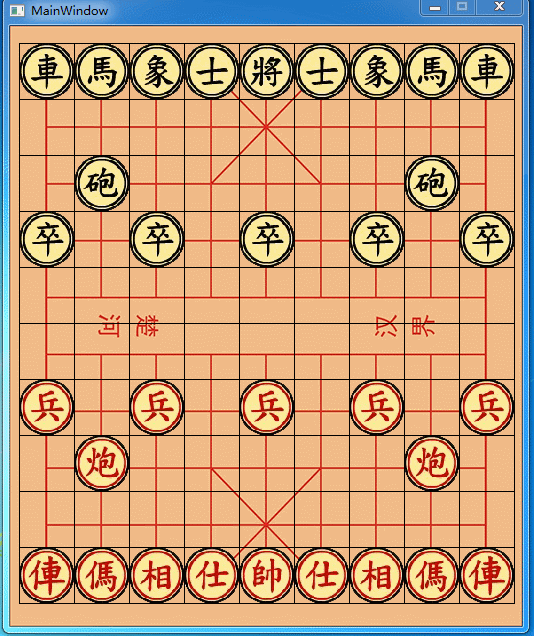 MainWindow
車馬象士將士象馬車
砲砲
卒卒卒卒卒
河楚汉界
兵兵兵兵兵
炮炮
俥傌相仕帥仕相傌俥